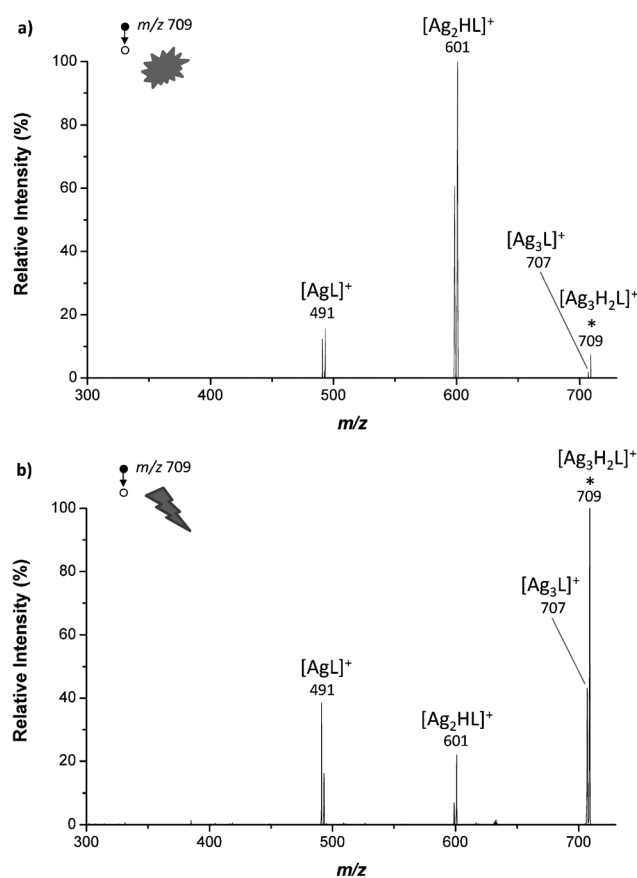 a)
m/z 709
[Ag₂HL]⁺
601
[Ag₃L]⁺
707
[Ag₃H₂L]⁺
*
709
[AgL]⁺
491
Relative Intensity (%)
100
80
60
40
20
0
300 400 500 600 700
m/z
b)
m/z 709
[Ag₃H₂L]⁺
*
709
[Ag₃L]⁺
707
[AgL]⁺
491
[Ag₂HL]⁺
601
Relative Intensity (%)
100
80
60
40
20
0
300 400 500 600 700
m/z